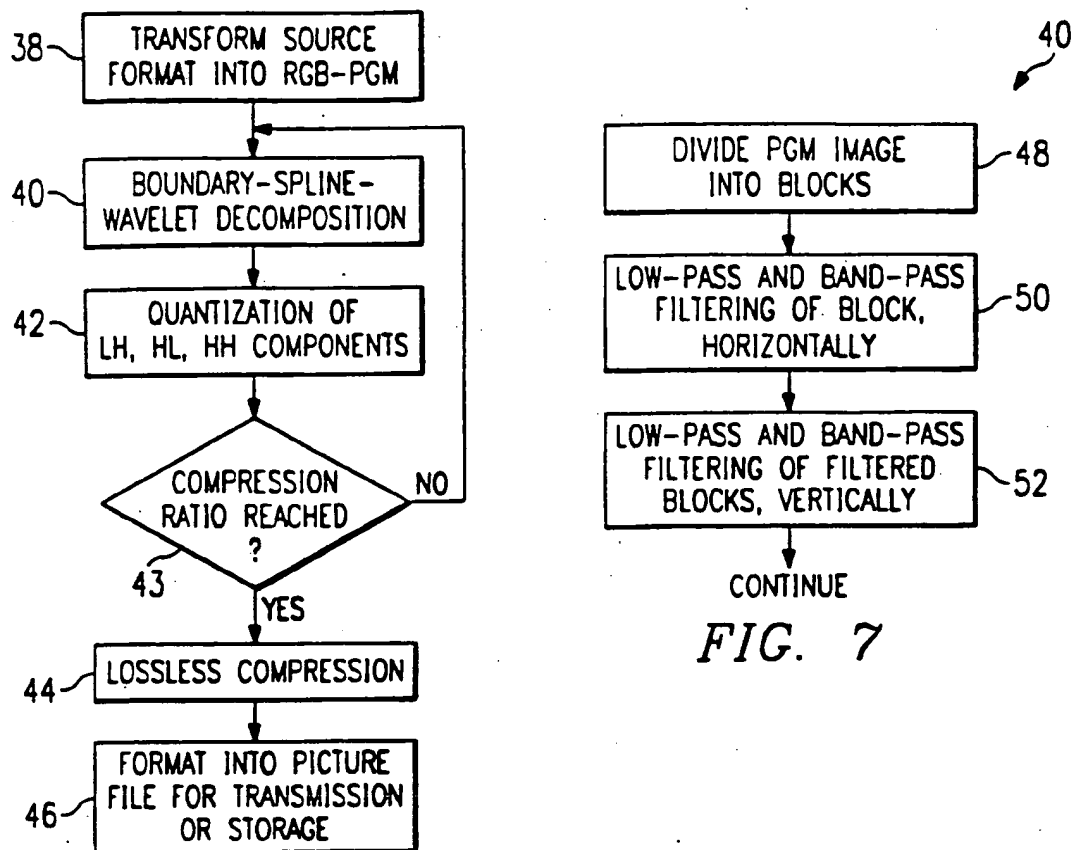 38
TRANSFORM SOURCE
FORMAT INTO RGB-PGM
40
BOUNDARY-SPLINE-
WAVELET DECOMPOSITION
42
QUANTIZATION OF
LH, HL, HH COMPONENTS
COMPRESSION
RATIO REACHED
?
NO
43
YES
44
LOSSLESS COMPRESSION
46
FORMAT INTO PICTURE
FILE FOR TRANSMISSION
OR STORAGE
40
DIVIDE PGM IMAGE
INTO BLOCKS
48
LOW-PASS AND BAND-PASS
FILTERING OF BLOCK,
HORIZONTALLY
50
LOW-PASS AND BAND-PASS
FILTERING OF FILTERED
BLOCKS, VERTICALLY
52
CONTINUE
FIG. 7